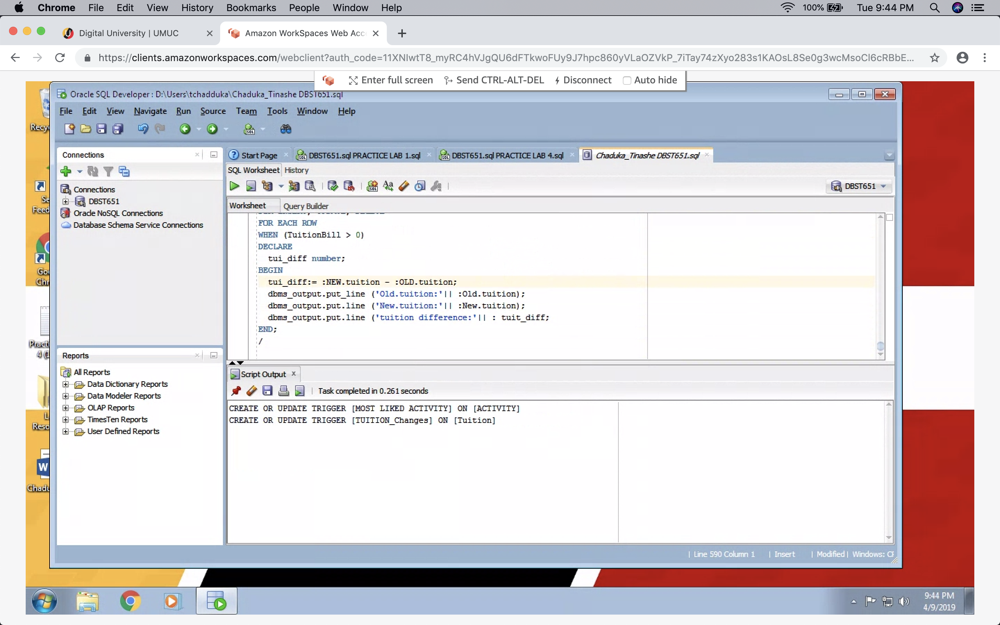 Chrome File Edit View History Bookmarks People Window Help 100% Tue 9:44 PM
Digital University | UMUC
Amazon WorkSpaces Web Acc
https://clients.amazonworkspaces.com/webclient?auth_code=11XNIwtT8_myRC4hVJgQU6dFTkwoFUy9J7hpc860yVLaOZVkP_7iTay74zXyo283s1KAOsL8Se0g3wcMsoCl6cRBbE...
Enter full screen Send CTRL-ALT-DEL Disconnect Auto hide
Oracle SQL Developer : D:\Users\tchadduka\Chaduka_Tinashe DBST651.sql
File Edit View Navigate Run Source Team Tools Window Help
Recy
Se
Feed
Go
Chr
Practi
4 (1
L
Reso
Chadu
Connections
Connections
DBST651
Oracle NoSQL Connections
Database Schema Service Connections
Reports
All Reports
Data Dictionary Reports
Data Modeler Reports
OLAP Reports
TimesTen Reports
User Defined Reports
Start Page DBST651.sql PRACTICE LAB 1.sql DBST651.sql PRACTICE LAB 4.sql Chaduka_Tinashe DBST651.sql
SQL Worksheet History
DBST651
Worksheet Query Builder
FOR EACH ROW
WHEN (TuitionBill > 0)
DECLARE
tui_diff number;
BEGIN
tui_diff:= :NEW.tuition - :OLD.tuition;
dbms_output.put_line ('Old.tuition:'|| :Old.tuition);
dbms_output.put.line ('New.tuition:'|| :New.tuition);
dbms_output.put.line ('tuition difference:'|| : tuit_diff;
END;
/
Script Output
Task completed in 0.261 seconds
CREATE OR UPDATE TRIGGER [MOST LIKED ACTIVITY] ON [ACTIVITY]
CREATE OR UPDATE TRIGGER [TUITION_Changes] ON [Tuition]
| Line 590 Column 1 | Insert | Modified | Windows: CF
9:44 PM
4/9/2019